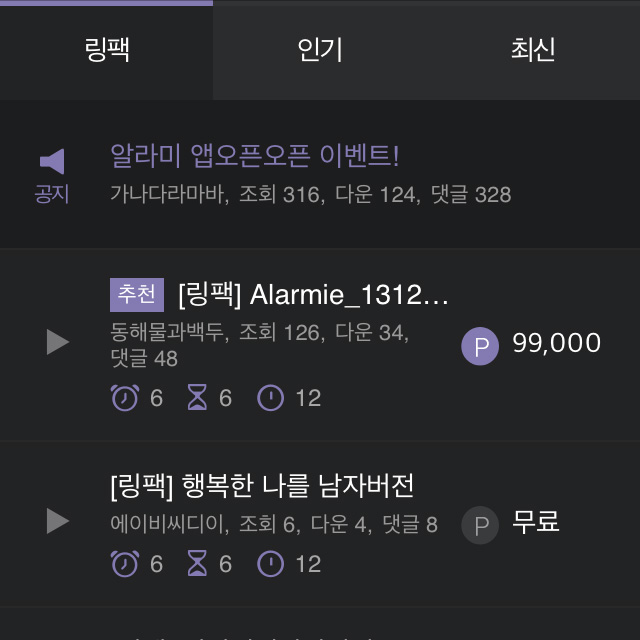 링팩 인기 최신
알라미 앱오픈오픈 이벤트!
공지
가나다라마바, 조회 316, 다운 124, 댓글 328
추천 [링팩] Alarmie_1312...
동해물과백두, 조회 126, 다운 34,
댓글 48
P 99,000
6 6 12
[링팩] 행복한 나를 남자버전
에이비씨디이, 조회 6, 다운 4, 댓글 8
P 무료
6 6 12